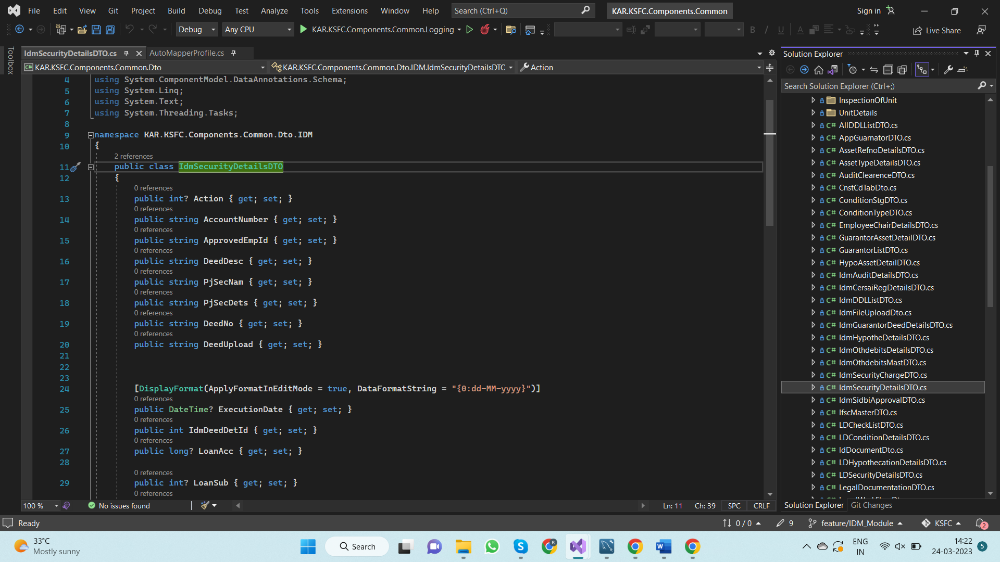 File Edit View Git Project Build Debug Test Analyze Tools Extensions Window Help Search (Ctrl+Q) KAR.KSFC.Components.Common Sign in
Debug Any CPU KAR.KSFC.Components.Common.Logging Live Share
Toolbox
IdmSecurityDetailsDTO.cs AutoMapperProfile.cs
KAR.KSFC.Components.Common.Dto KAR.KSFC.Components.Common.Dto.IDM.IdmSecurityDetailsDTO Action
4 using System.ComponentModel.DataAnnotations.Schema;
5 using System.Linq;
6 using System.Text;
7 using System.Threading.Tasks;
8
9 namespace KAR.KSFC.Components.Common.Dto.IDM
10 {
2 references
11 public class IdmSecurityDetailsDTO
12 {
0 references
13 public int? Action { get; set; }
0 references
14 public string AccountNumber { get; set; }
0 references
15 public string ApprovedEmpId { get; set; }
0 references
16 public string DeedDesc { get; set; }
0 references
17 public string PjSecNam { get; set; }
0 references
18 public string PjSecDets { get; set; }
0 references
19 public string DeedNo { get; set; }
0 references
20 public string DeedUpload { get; set; }
21
22
23
24 [DisplayFormat(ApplyFormatInEditMode = true, DataFormatString = "{0:dd-MM-yyyy}")]
0 references
25 public DateTime? ExecutionDate { get; set; }
0 references
26 public int IdmDeedDetId { get; set; }
0 references
27 public long? LoanAcc { get; set; }
28
0 references
29 public int? LoanSub { get; set; }
0 references
100 % No issues found Ln: 11 Ch: 39 SPC CRLF
Solution Explorer
Search Solution Explorer (Ctrl+;)
InspectionOfUnit
UnitDetails
C# AllDDLListDTO.cs
C# AppGuarnatorDTO.cs
C# AssetRefnoDetailsDTO.cs
C# AssetTypeDetailsDTO.cs
C# AuditClearenceDTO.cs
C# CnstCdTabDto.cs
C# ConditionStgDTO.cs
C# ConditionTypeDTO.cs
C# EmployeeChairDetailsDTO.cs
C# GuarantorAssetDetailDTO.cs
C# GuarantorListDTO.cs
C# HypoAssetDetailDTO.cs
C# IdmAuditDetailsDTO.cs
C# IdmCersaiRegDetailsDTO.cs
C# IdmDDLListDTO.cs
C# IdmFileUploadDto.cs
C# IdmGuarantorDeedDetailsDTO.cs
C# IdmHypotheDetailsDTO.cs
C# IdmOthdebitsDetailsDTO.cs
C# IdmOthdebitsMastDTO.cs
C# IdmSecurityChargeDTO.cs
C# IdmSecurityDetailsDTO.cs
C# IdmSidbiApprovalDTO.cs
C# IfscMasterDTO.cs
C# LDCheckListDTO.cs
C# LDConditionDetailsDTO.cs
C# ldDocumentDto.cs
C# LDHypothecationDetailsDTO.cs
C# LDSecurityDetailsDTO.cs
C# LegalDocumentationDTO.cs
Solution Explorer Git Changes
Ready 0 / 0 9 feature/IDM_Module KSFC 2
33°C
Mostly sunny
Search
ENG
IN
14:22
24-03-2023
5